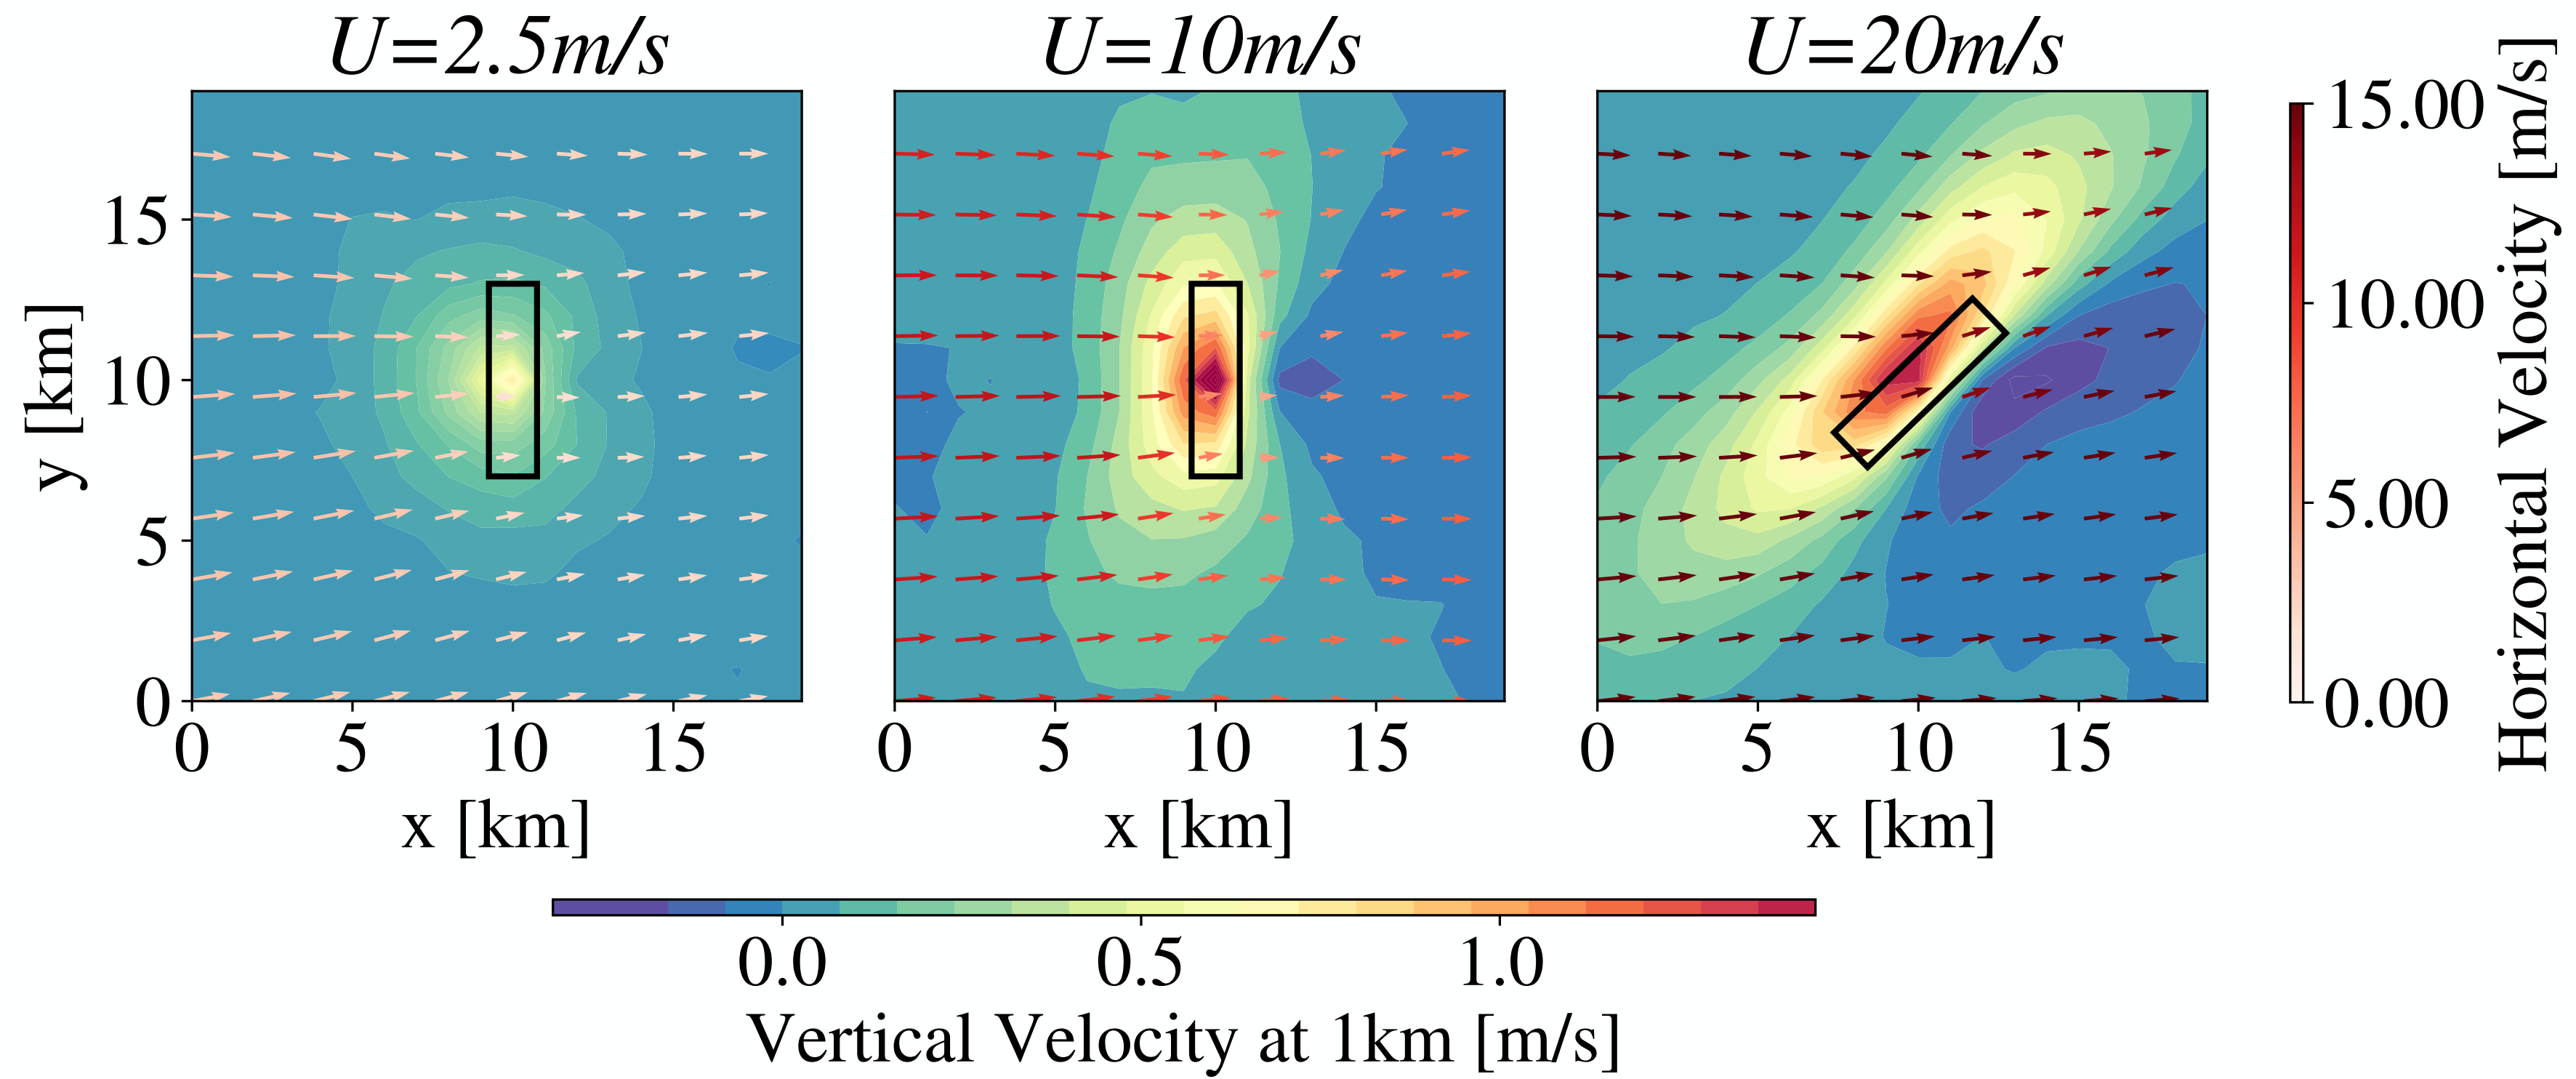 U=2.5m/s
U=10m/s
U=20m/s
y [km]
15
10
5
0
0 5 10 15
x [km]
0 5 10 15
x [km]
0 5 10 15
x [km]
15.00
10.00
5.00
0.00
Horizontal Velocity [m/s]
0.0 0.5 1.0
Vertical Velocity at 1km [m/s]